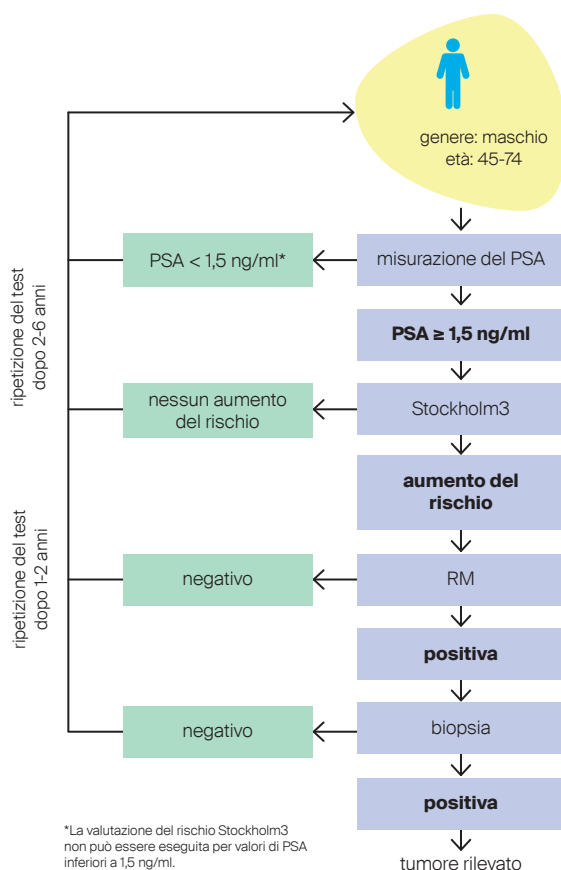 genere: maschio
età: 45-74
PSA < 1,5 ng/ml*
misurazione del PSA
PSA ≥ 1,5 ng/ml
ripetizione del test
dopo 2-6 anni
nessun aumento
del rischio
Stockholm3
aumento del
rischio
ripetizione del test
dopo 1-2 anni
negativo
RM
positiva
negativo
biopsia
positiva
*La valutazione del rischio Stockholm3
non può essere eseguita per valori di PSA
inferiori a 1,5 ng/ml.
tumore rilevato